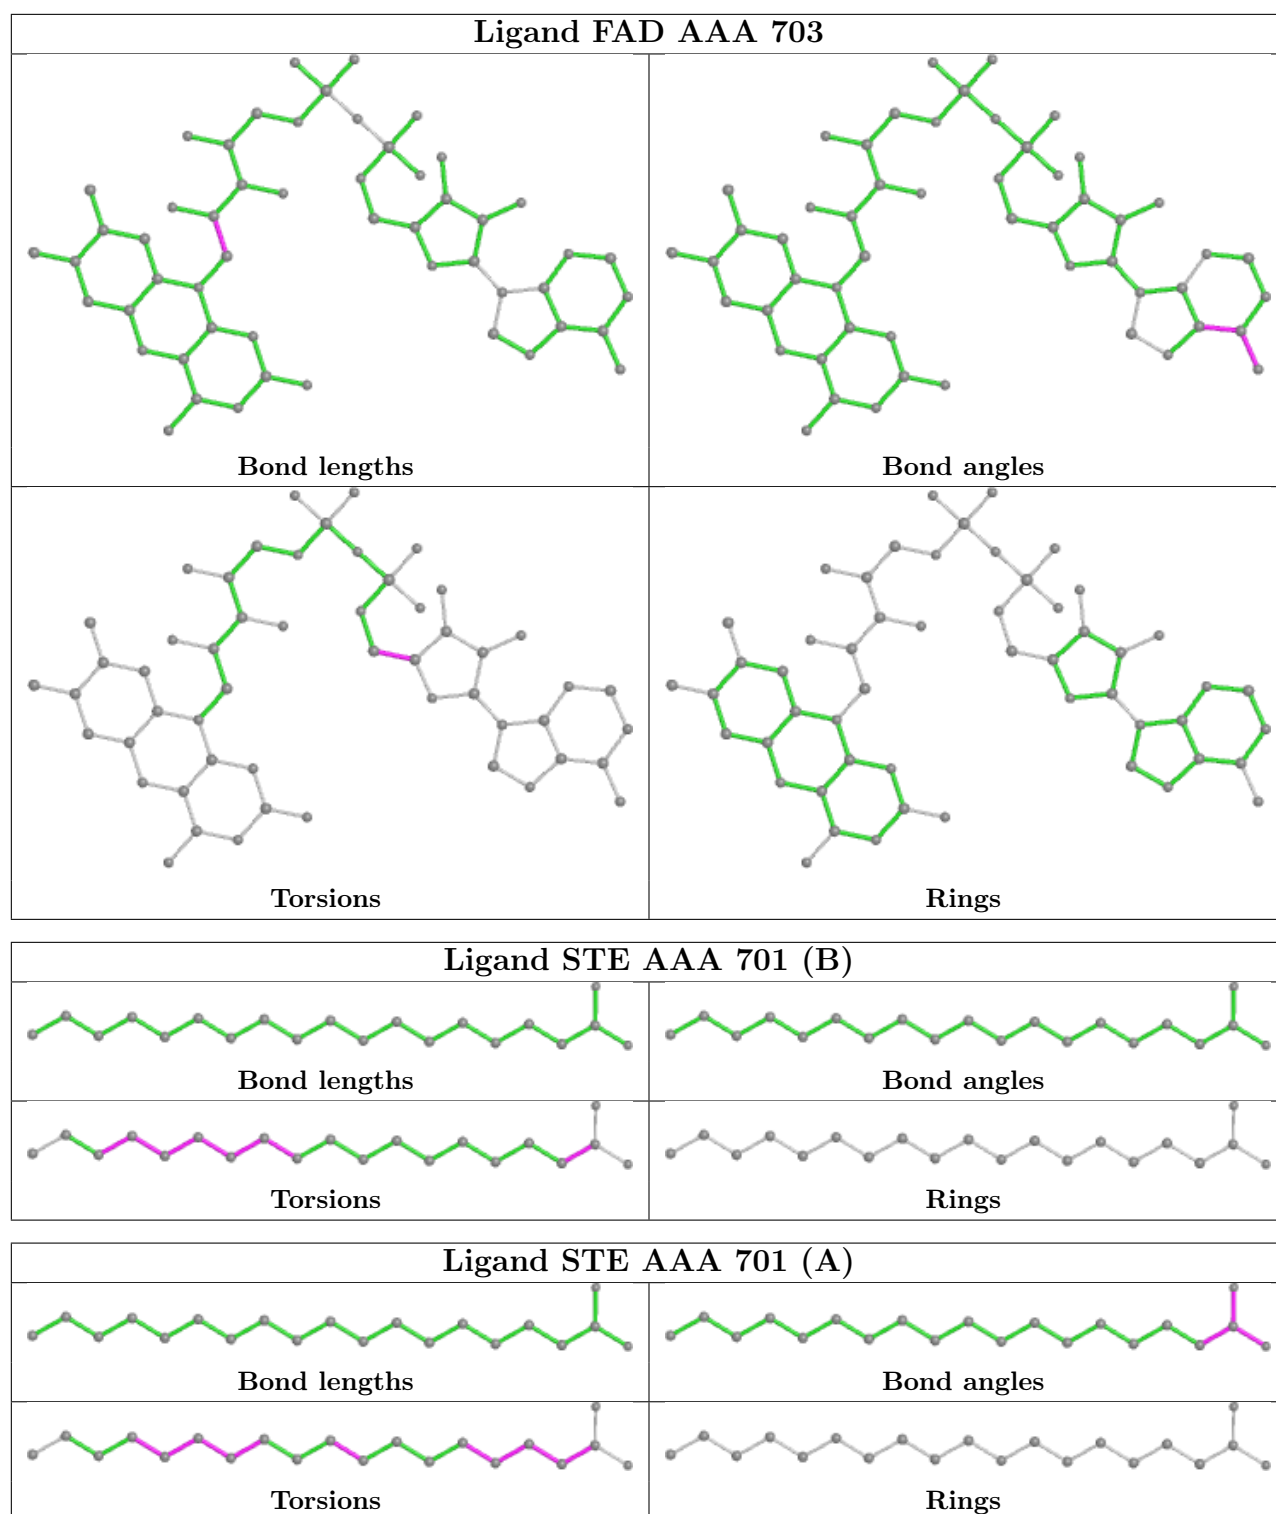 Ligand FAD AAA 703
Bond lengths
Bond angles
Torsions
Rings
Ligand STE AAA 701 (B)
Bond lengths
Bond angles
Torsions
Rings
Ligand STE AAA 701 (A)
Bond lengths
Bond angles
Torsions
Rings